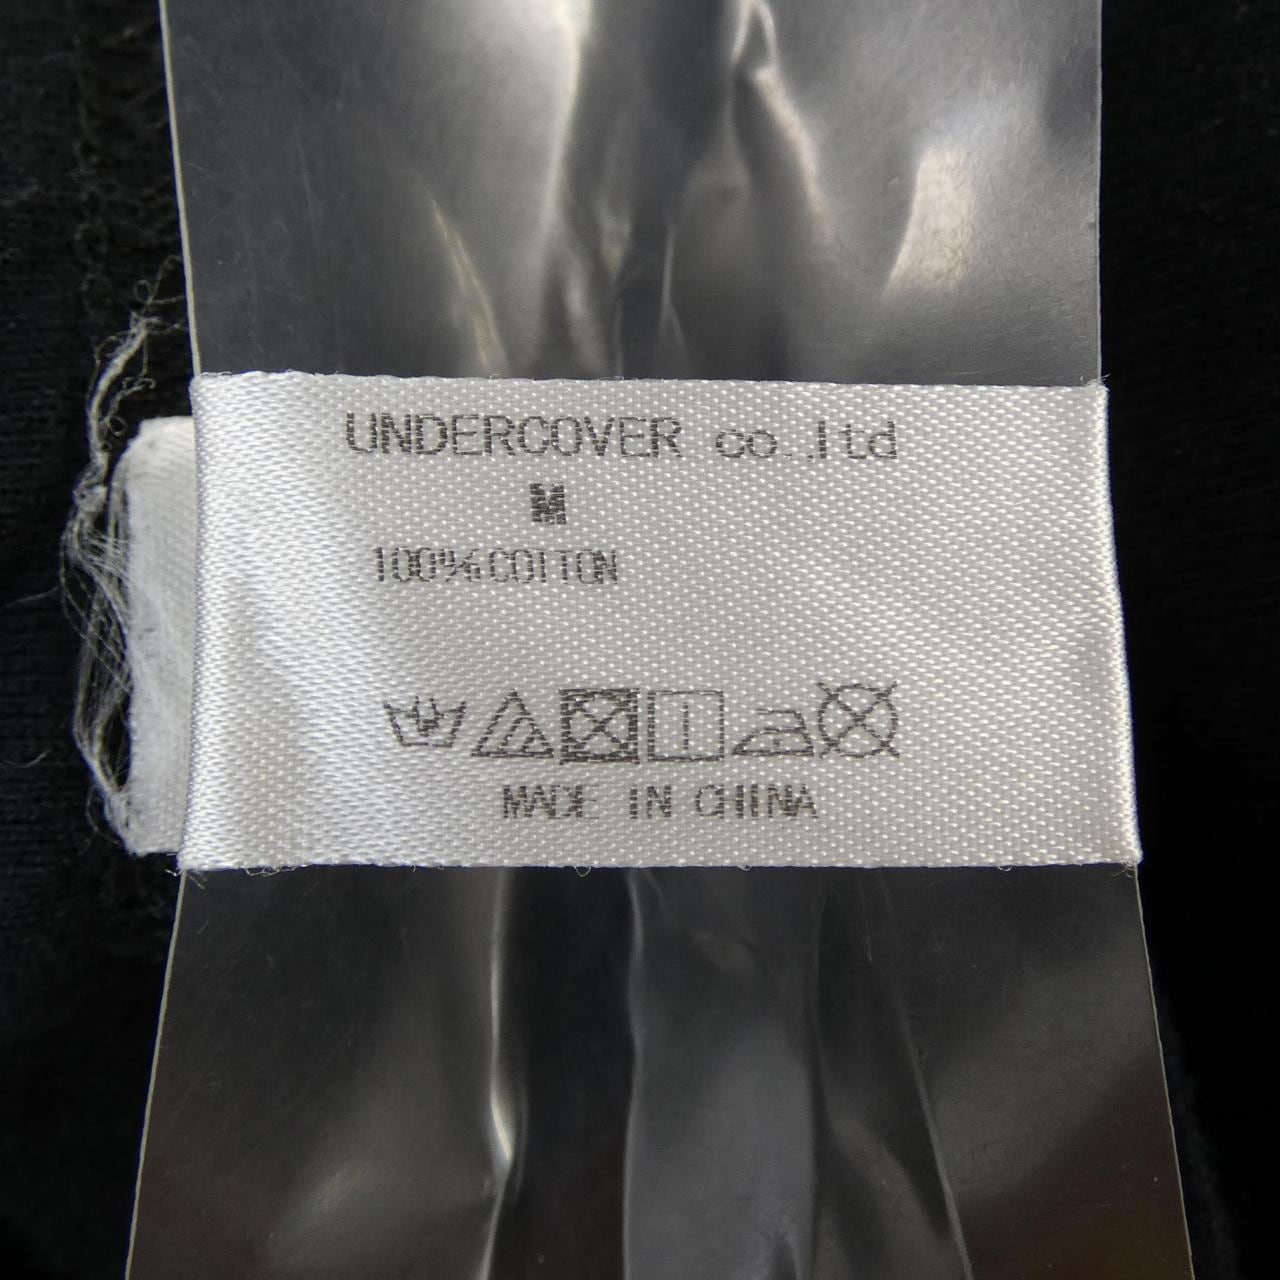 UNDERCOVER co.,ltd
M
100%COTTON
MADE IN CHINA